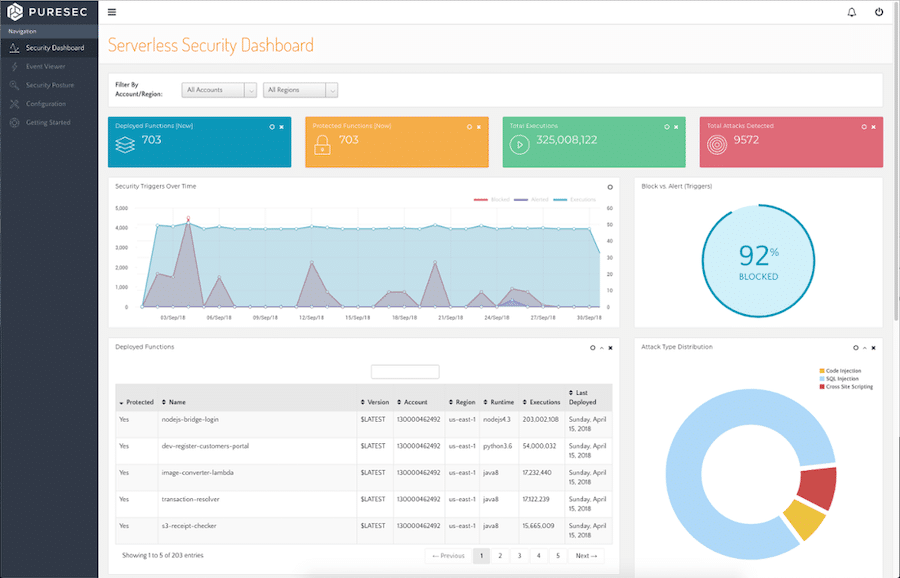 PURESEC
Navigation
Security Dashboard
Event Viewer
Security Posture
Configuration
Getting Started
Serverless Security Dashboard
Filter By
Account/Region:
All Accounts
All Regions
Deployed Functions (Now)
703
Protected Functions (Now)
703
Total Executions
325,008,122
Total Attacks Detected
9572
Security Triggers Over Time
Blocked Alerted Executions
5,000
4,000
3,000
2,000
1,000
0
60
50
40
30
20
10
0
03/Sep/18 06/Sep/18 09/Sep/18 12/Sep/18 15/Sep/18 18/Sep/18 21/Sep/18 24/Sep/18 27/Sep/18 30/Sep/18
Block vs. Alert (Triggers)
92%
BLOCKED
Deployed Functions
Protected Name Version Account Region Runtime Executions Last Deployed
Yes nodejs-bridge-login $LATEST 130000462492 us-east-1 nodejs4.3 203,002,108 Sunday, April 15, 2018
Yes dev-register-customers-portal $LATEST 130000462492 us-east-1 python3.6 54,000,032 Sunday, April 15, 2018
Yes image-converter-lambda $LATEST 130000462492 us-east-1 java8 17,232,440 Sunday, April 15, 2018
Yes transaction-resolver $LATEST 130000462492 us-east-1 java8 17,122,239 Sunday, April 15, 2018
Yes s3-receipt-checker $LATEST 130000462492 us-east-1 java8 15,665,009 Sunday, April 15, 2018
Showing 1 to 5 of 203 entries
← Previous 1 2 3 4 5 Next →
Attack Type Distribution
Code Injection
SQL Injection
Cross Site Scripting